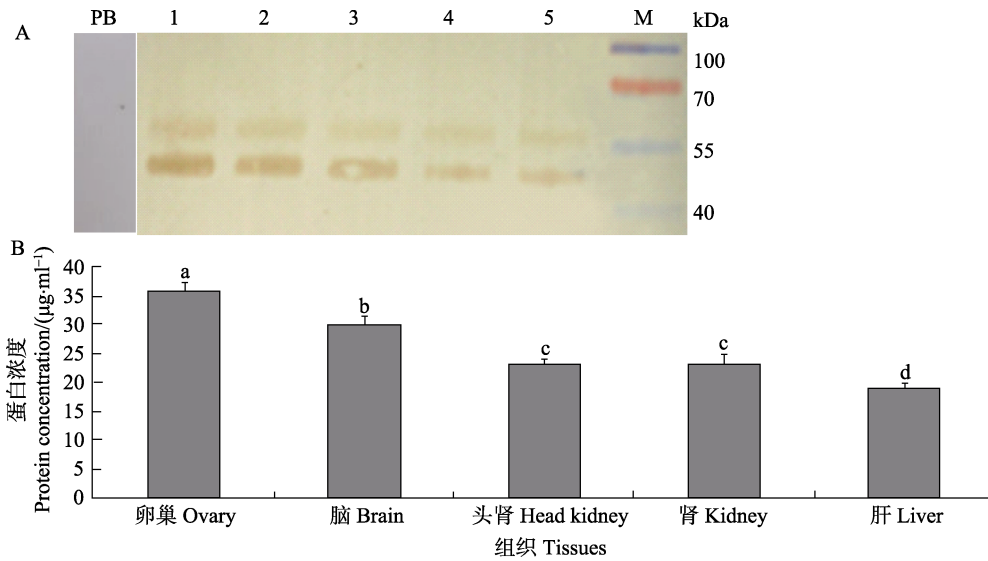 A
PB 1 2 3 4 5 M kDa
100
70
55
40
B
蛋白浓度
Protein concentration/(μg·ml⁻¹)
40
35
30
25
20
15
10
5
0
a
b
c
c
d
卵巢 Ovary 脑 Brain 头肾 Head kidney 肾 Kidney 肝 Liver
组织 Tissues